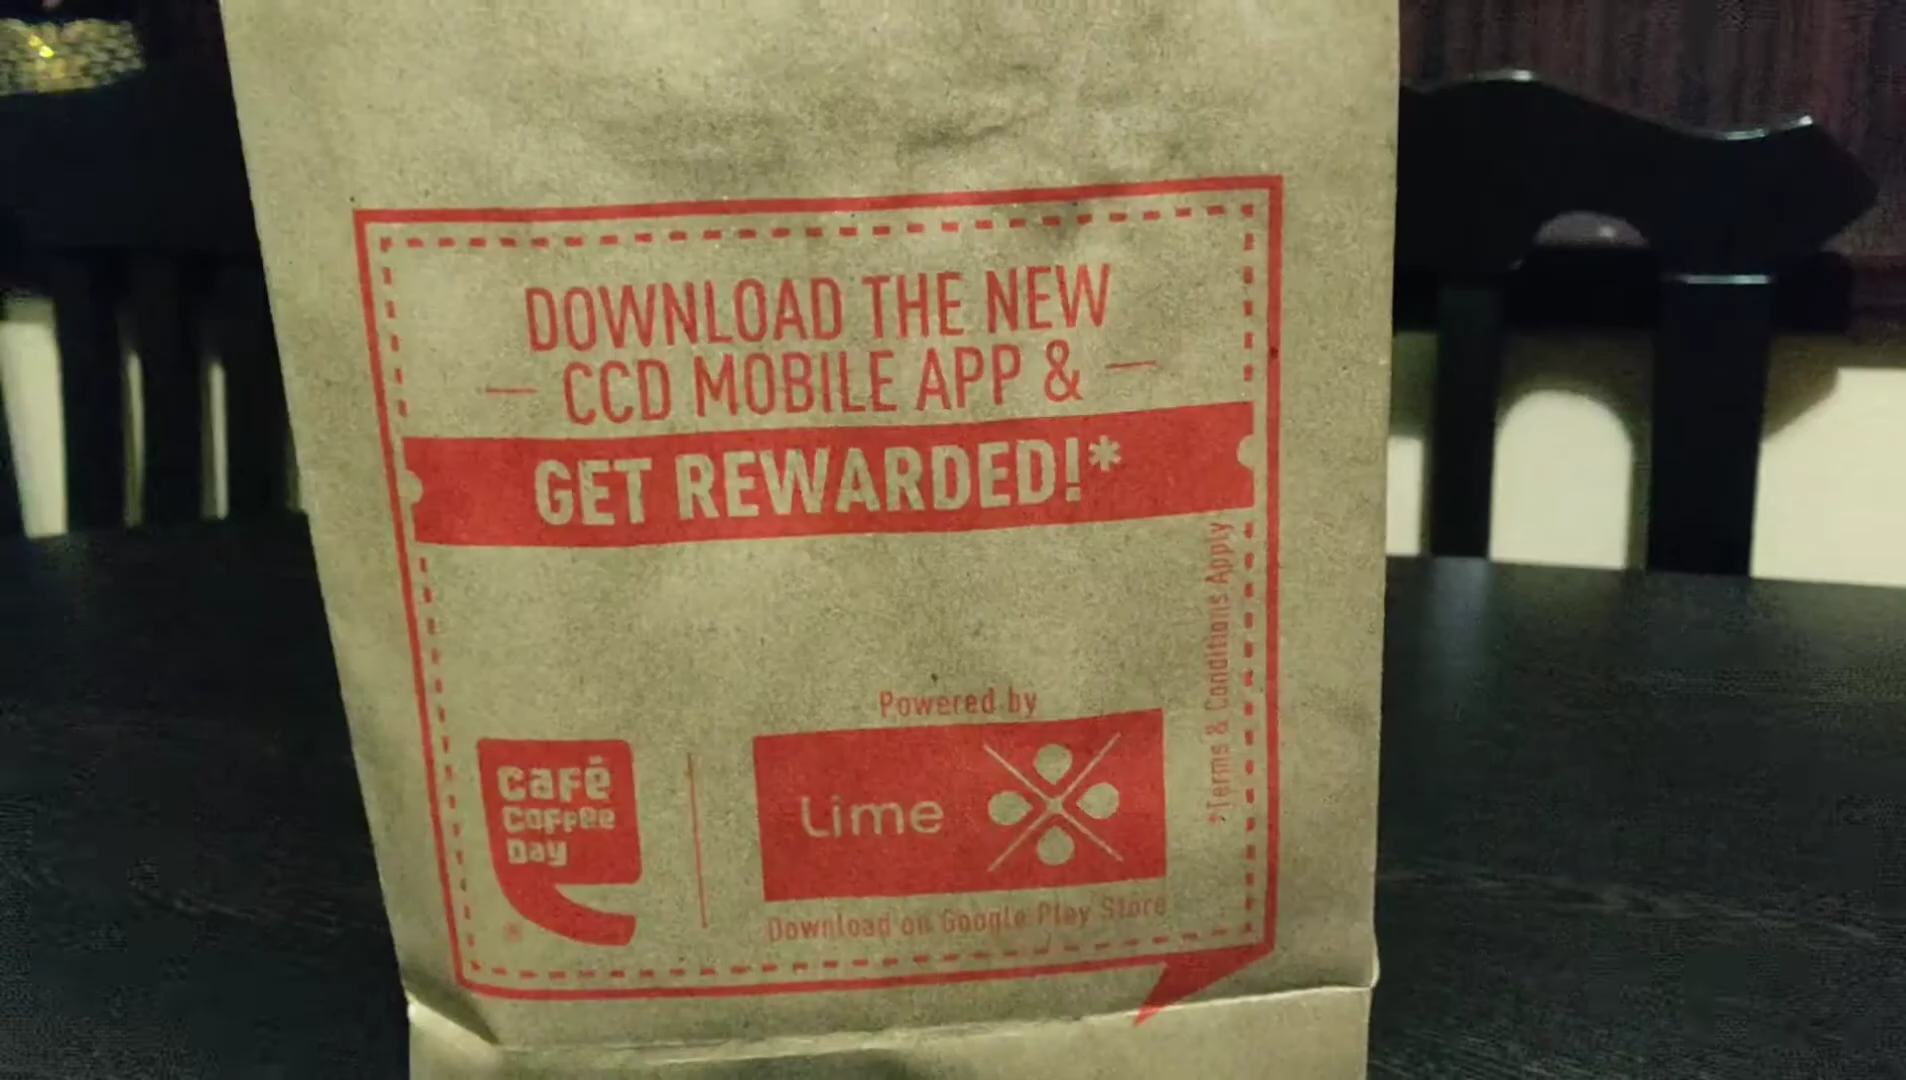 DOWNLOAD THE NEW
CCD MOBILE APP &
GET REWARDED!*
*Terms & Conditions Apply
Powered by
Café
Coffee
Day
Lime
Download on Google Play Store